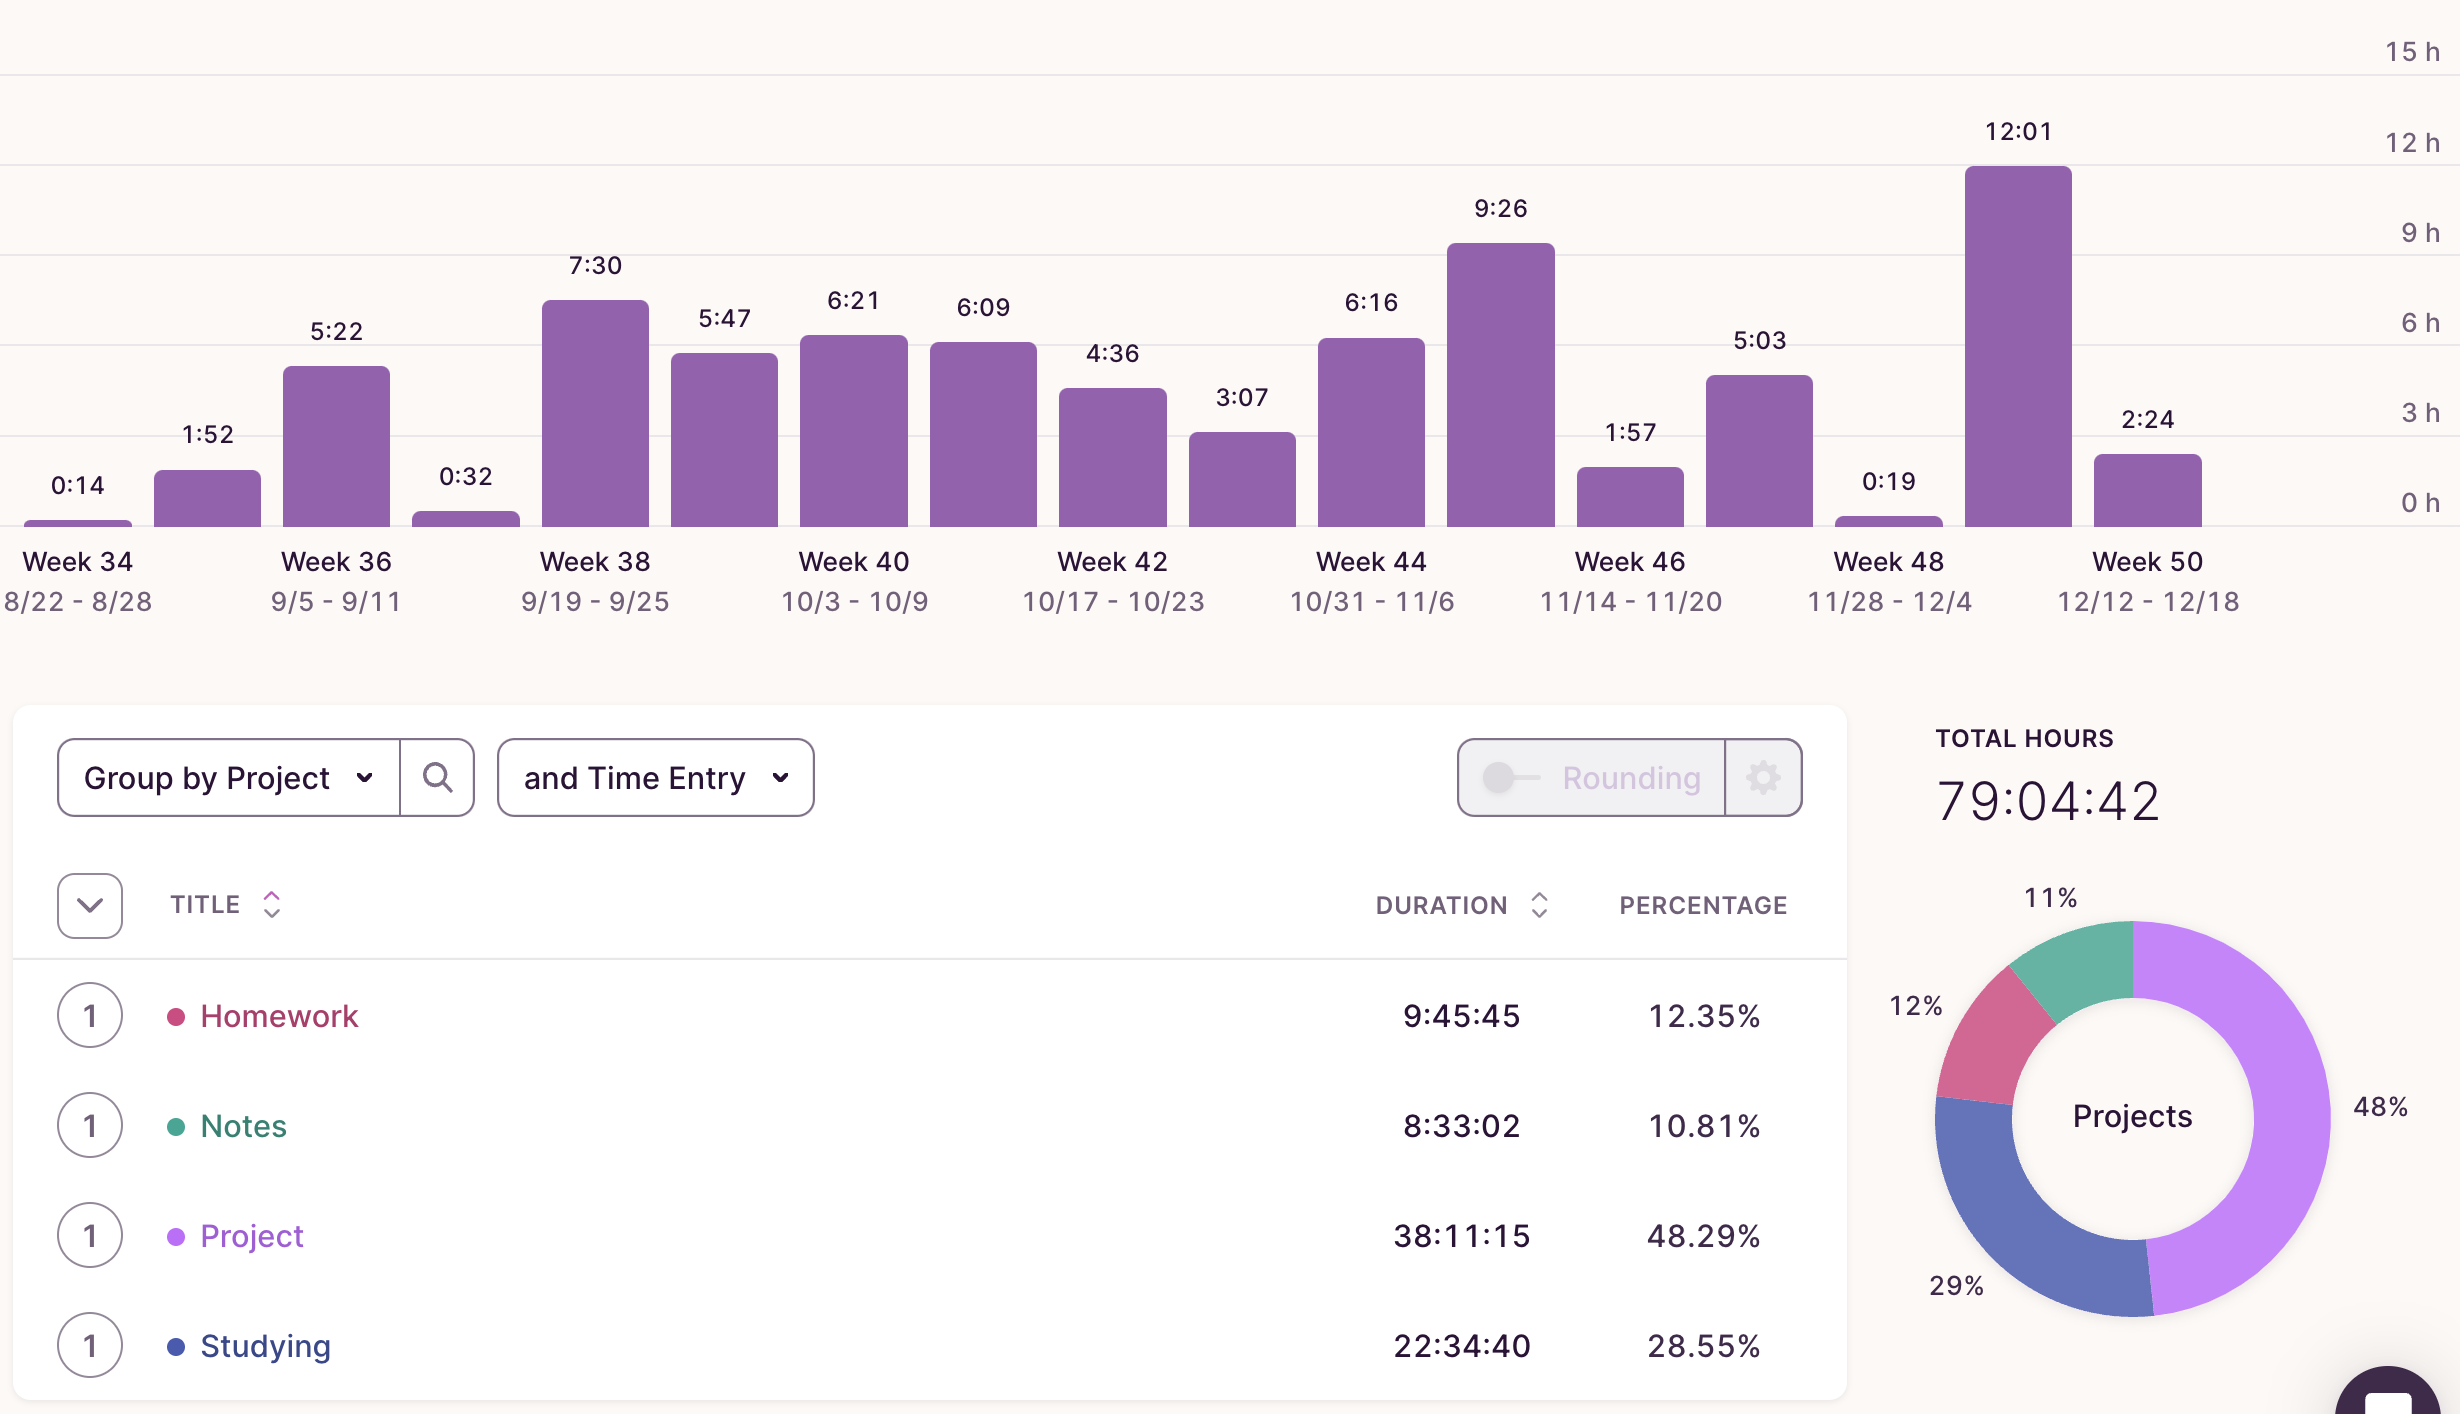 15 h
12 h
9 h
6 h
3 h
0 h
0:14
1:52
5:22
0:32
7:30
5:47
6:21
6:09
4:36
3:07
6:16
9:26
1:57
5:03
0:19
12:01
2:24
Week 34
8/22 - 8/28
Week 36
9/5 - 9/11
Week 38
9/19 - 9/25
Week 40
10/3 - 10/9
Week 42
10/17 - 10/23
Week 44
10/31 - 11/6
Week 46
11/14 - 11/20
Week 48
11/28 - 12/4
Week 50
12/12 - 12/18
Group by Project
and Time Entry
Rounding
TITLE DURATION PERCENTAGE
1 Homework 9:45:45 12.35%
1 Notes 8:33:02 10.81%
1 Project 38:11:15 48.29%
1 Studying 22:34:40 28.55%
TOTAL HOURS
79:04:42
11%
12%
48%
29%
Projects